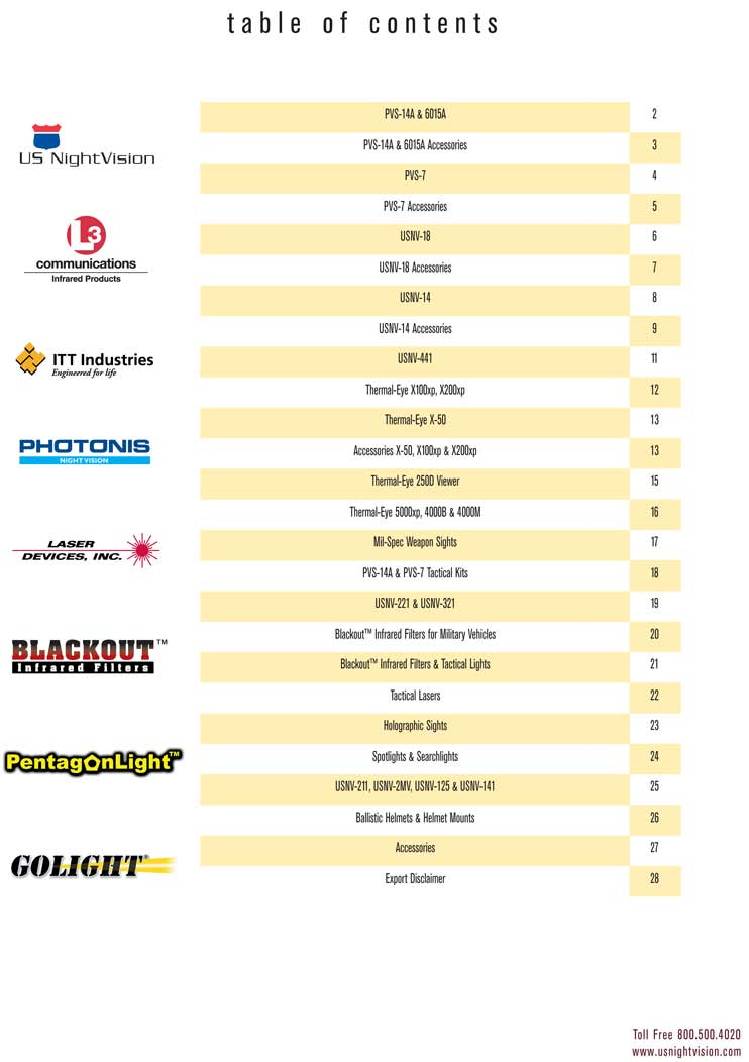 table of contents
US NightVision
L3
communications
Infrared Products
ITT Industries
Engineered for life
PHOTONIS
NIGHT VISION
LASER
DEVICES, INC.
BLACKOUT™
Infrared Filters
PentagonLight™
GOLIGHT®
PVS-14A & 6015A 2
PVS-14A & 6015A Accessories 3
PVS-7 4
PVS-7 Accessories 5
USNV-18 6
USNV-18 Accessories 7
USNV-14 8
USNV-14 Accessories 9
USNV-441 11
Thermal-Eye X100xp, X200xp 12
Thermal-Eye X-50 13
Accessories X-50, X100xp & X200xp 13
Thermal-Eye 250D Viewer 15
Thermal-Eye 5000xp, 4000B & 4000M 16
Mil-Spec Weapon Sights 17
PVS-14A & PVS-7 Tactical Kits 18
USNV-221 & USNV-321 19
Blackout™ Infrared Filters for Military Vehicles 20
Blackout™ Infrared Filters & Tactical Lights 21
Tactical Lasers 22
Holographic Sights 23
Spotlights & Searchlights 24
USNV-211, USNV-2MV, USNV-125 & USNV-141 25
Ballistic Helmets & Helmet Mounts 26
Accessories 27
Export Disclaimer 28
Toll Free 800.500.4020
www.usnightvision.com